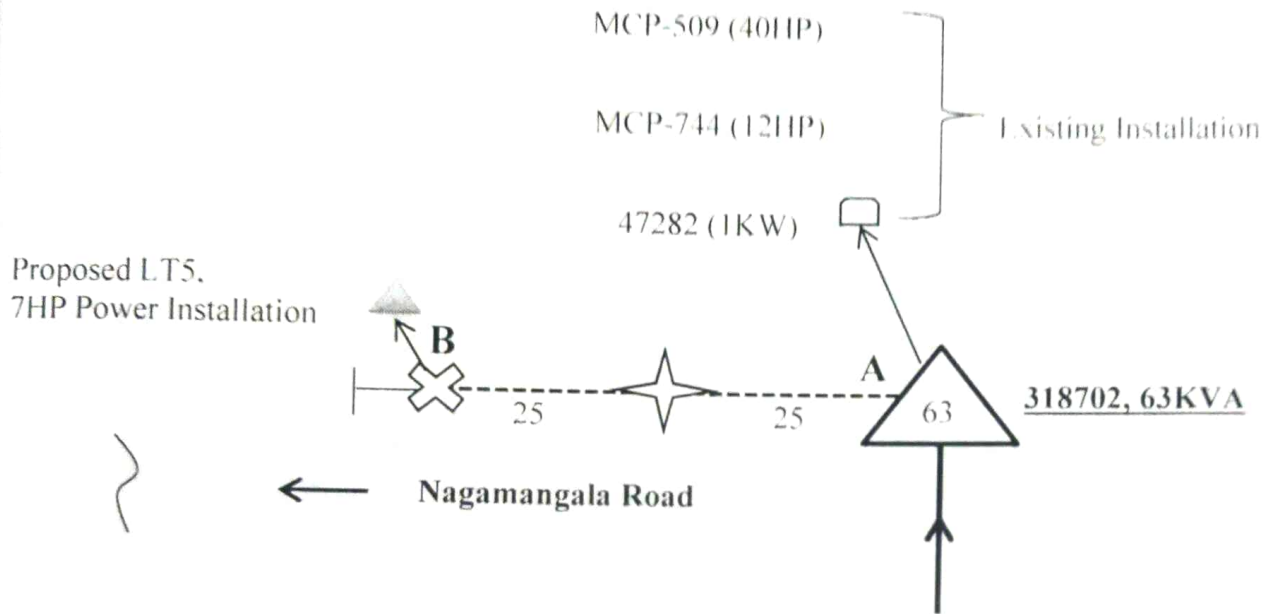 MCP-509 (40HP)
MCP-744 (12HP)
Existing Installation
47282 (1KW)
Proposed LT5,
7HP Power Installation
B
A
25
25
63
318702, 63KVA
Nagamangala Road